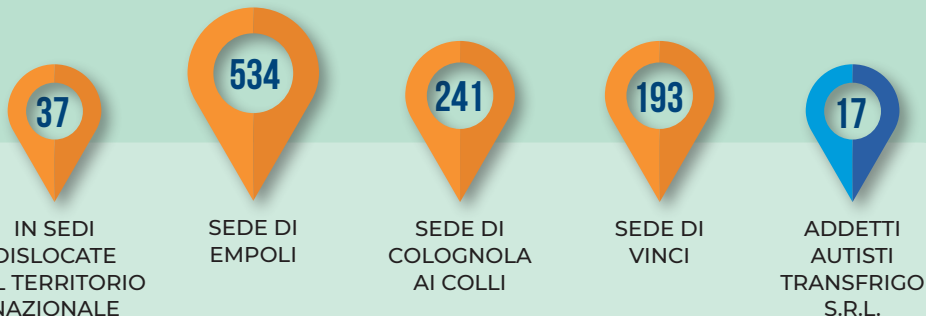 37
534
241
193
17
IN SEDI
DISLOCATE
TERRITORIO
NAZIONALE
SEDE DI
EMPOLI
SEDE DI
COLOGNOLA
AI COLLI
SEDE DI
VINCI
ADDETTI
AUTISTI
TRANSFRIGO
S.R.L.